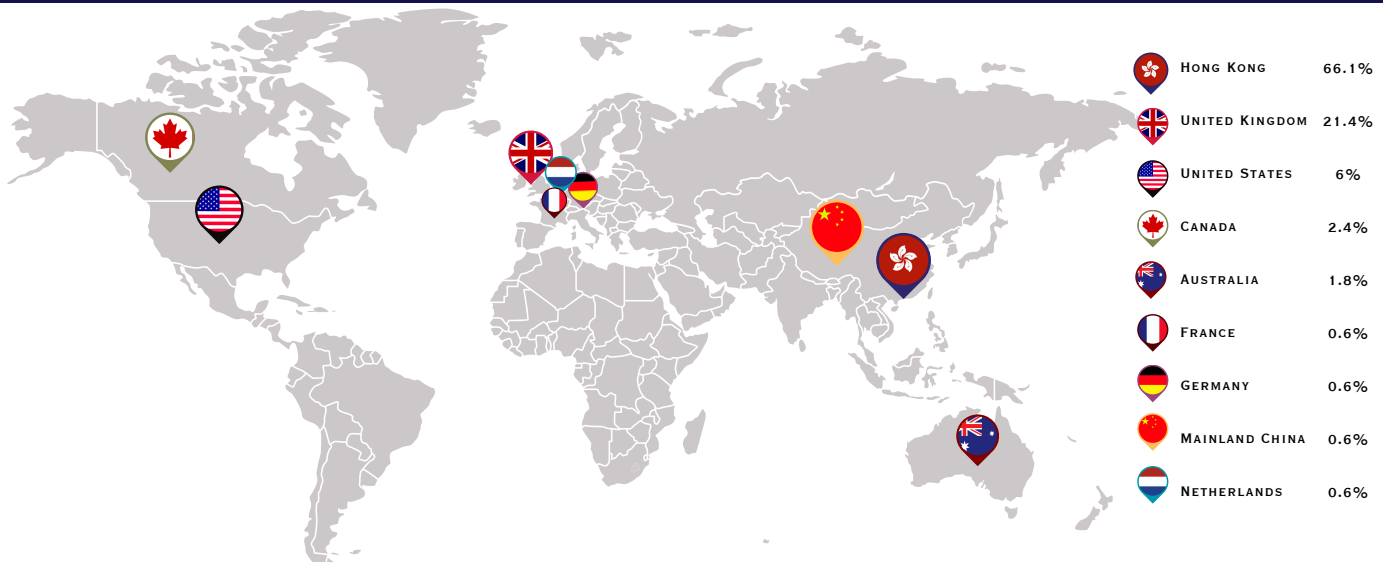 Hong Kong 66.1%
United Kingdom 21.4%
United States 6%
Canada 2.4%
Australia 1.8%
France 0.6%
Germany 0.6%
Mainland China 0.6%
Netherlands 0.6%